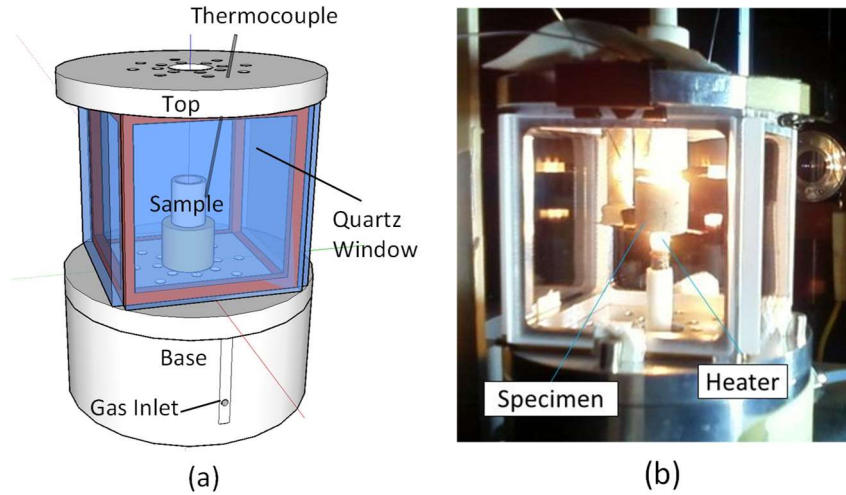 Thermocouple
Top
Sample
Quartz
Window
Base
Gas Inlet
(a)
Specimen
Heater
(b)